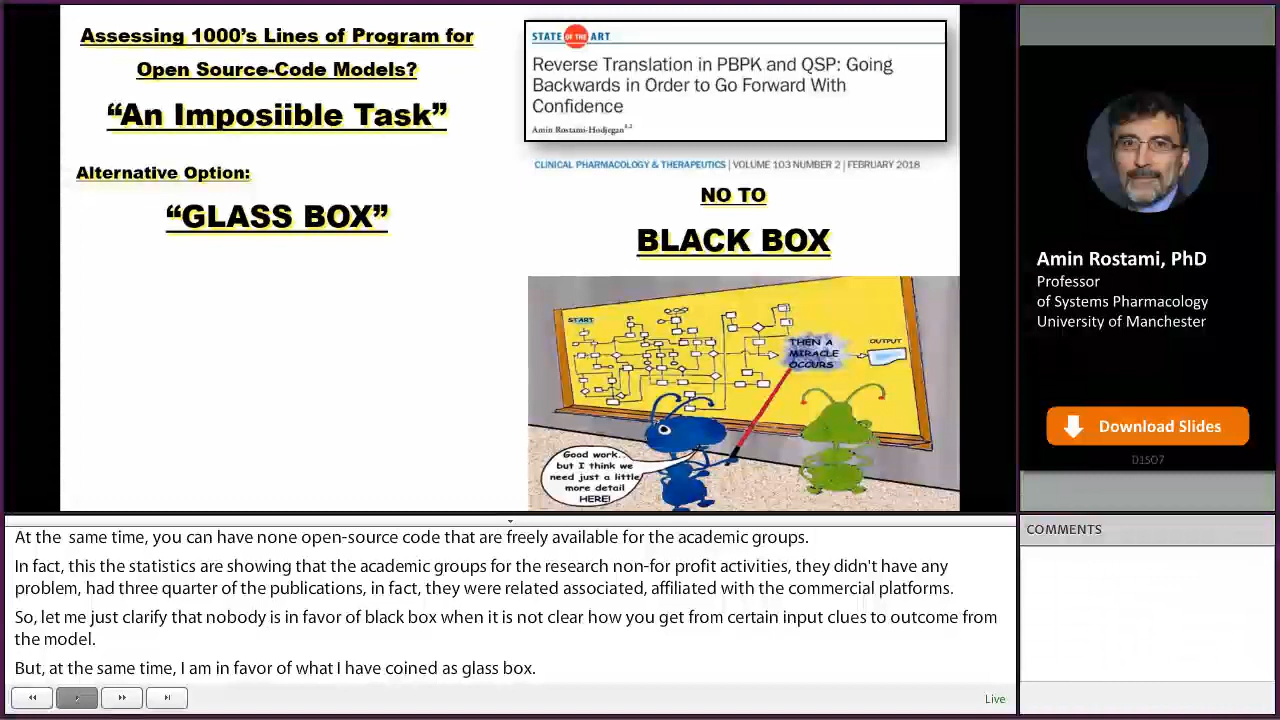 Assessing 1000’s Lines of Program for
Open Source-Code Models?
“An Imposiible Task”
Alternative Option:
“GLASS BOX”
STATE OF THE ART
Reverse Translation in PBPK and QSP: Going
Backwards in Order to Go Forward With
Confidence
Amin Rostami-Hodjegan1,2
CLINICAL PHARMACOLOGY & THERAPEUTICS | VOLUME 103 NUMBER 2 | FEBRUARY 2018
NO TO
BLACK BOX
START
THEN A
MIRACLE
OCCURS
OUTPUT
Good work..
but I think we
need just a little
more detail
HERE!
Amin Rostami, PhD
Professor
of Systems Pharmacology
University of Manchester
Download Slides
D1SO7
At the same time, you can have none open-source code that are freely available for the academic groups.
In fact, this the statistics are showing that the academic groups for the research non-for profit activities, they didn't have any
problem, had three quarter of the publications, in fact, they were related associated, affiliated with the commercial platforms.
So, let me just clarify that nobody is in favor of black box when it is not clear how you get from certain input clues to outcome from
the model.
But, at the same time, I am in favor of what I have coined as glass box.
Live
COMMENTS